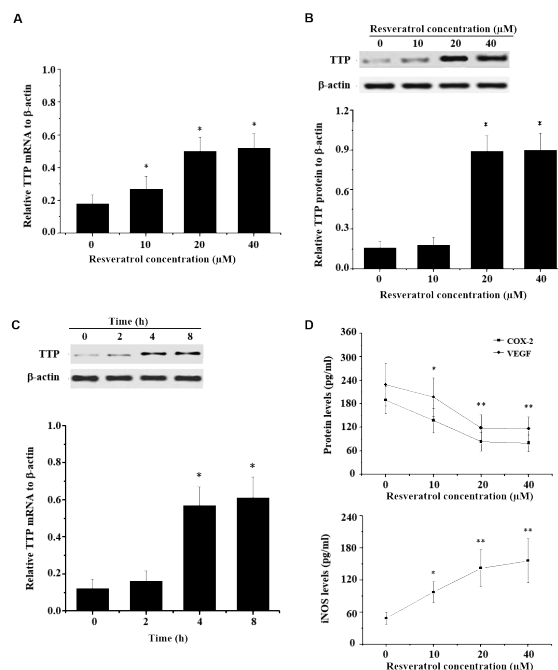 A
Relative TTP mRNA to β-actin
1.0
0.8
0.6
0.4
0.2
0.0
*
*
*
0 10 20 40
Resveratrol concentration (µM)
B
Resveratrol concentration (µM)
0 10 20 40
TTP
β-actin
Relative TTP protein to β-actin
1.2
0.9
0.6
0.3
0.0
*
*
0 10 20 40
Resveratrol concentration (µM)
C
Time (h)
0 2 4 8
TTP
β-actin
Relative TTP mRNA to β-actin
1.0
0.8
0.6
0.4
0.2
0.0
*
*
0 2 4 8
Time (h)
D
Protein levels (pg/ml)
360
300
240
180
120
60
COX-2
VEGF
*
**
**
0 10 20 40
Resveratrol concentration (µM)
iNOS levels (pg/ml)
180
150
120
60
0
*
**
**
0 10 20 40
Resveratrol concentration (µM)